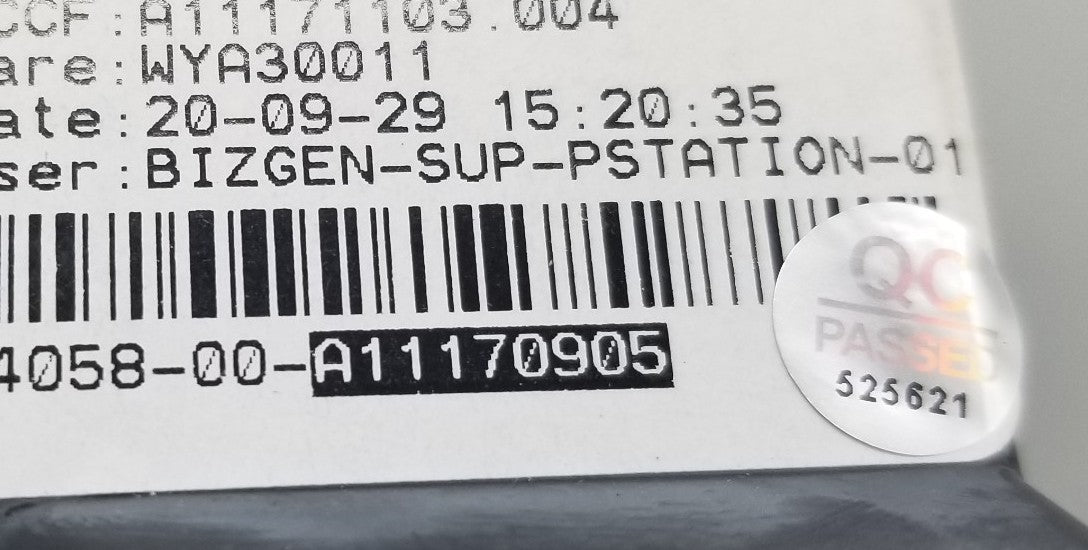 CCF:A11171103.004
are:WYA30011
ate:20-09-29 15:20:35
ser:BIZGEN-SUP-PSTATION-01
4058-00-A11170905
QC
PASSED
525621